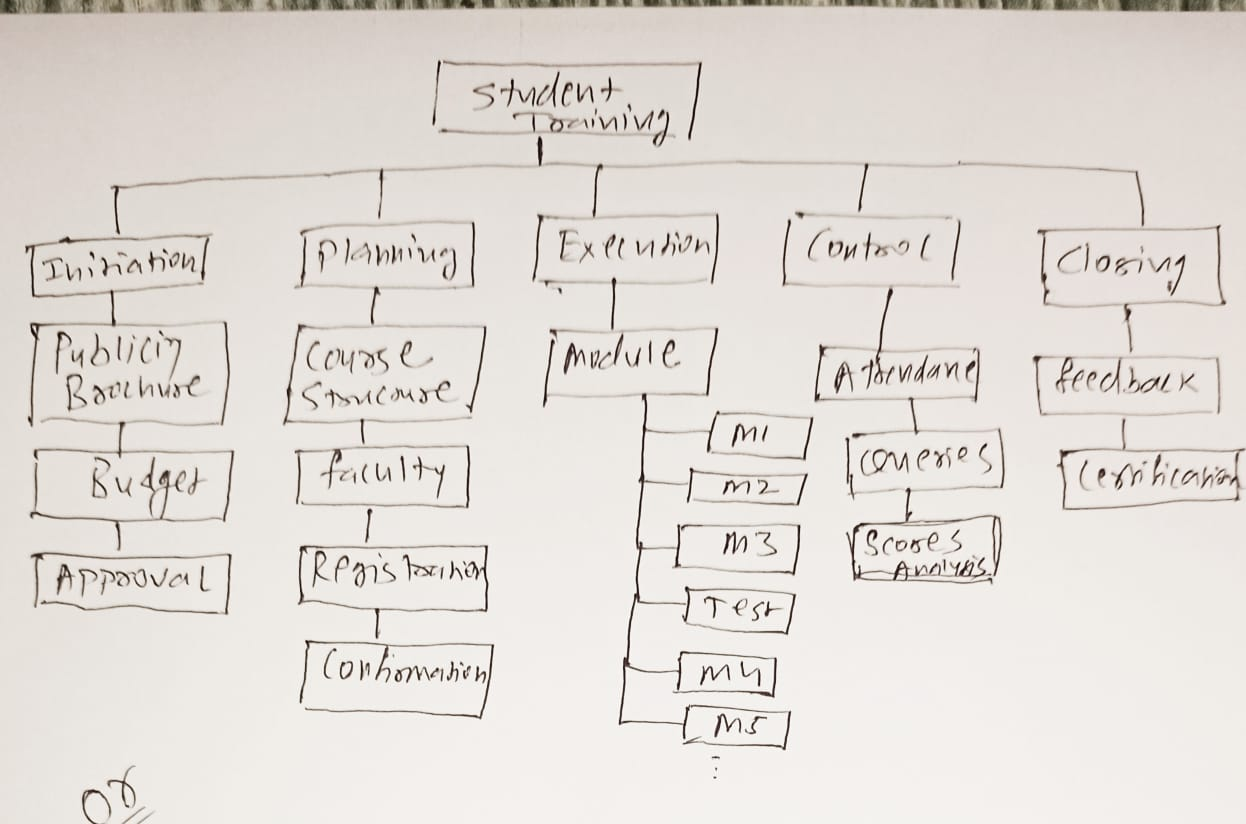 Student
Training
Initiation
Planning
Execution
Control
Closing
Publicity
Brochure
Course
Structure
Module
Attendance
feedback
Budget
faculty
M1
Queries
Certification
M2
Approval
Registration
M3
Scores
Analysis
Test
Confirmation
M4
M5
⋮
Or